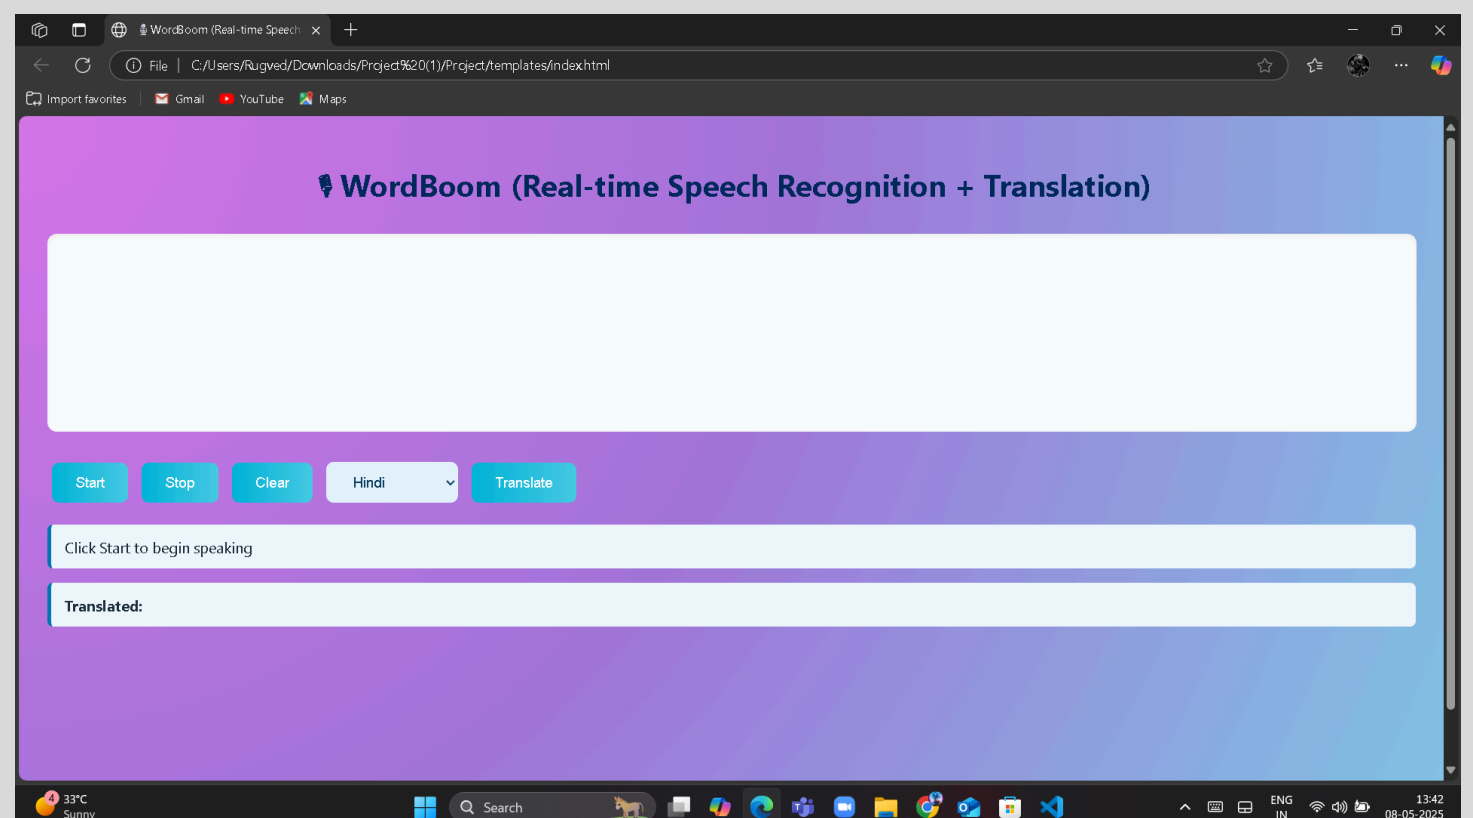 WordBoom (Real-time Speech
File
C:/Users/Rugved/Downloads/Project%20(1)/Project/templates/index.html
Import favorites
Gmail
YouTube
Maps
WordBoom (Real-time Speech Recognition + Translation)
Start
Stop
Clear
Hindi
Translate
Click Start to begin speaking
Translated:
4
33°C
Sunny
Search
ENG
IN
13:42
08-05-2025